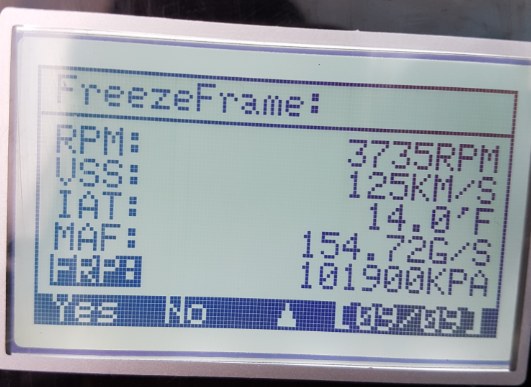 FreezeFrame:
RPM: 3735RPM
VSS: 125KM/S
IAT: 14.0'F
MAF: 154.72G/S
FRP: 101900KPA
Yes No ▲ [09/09]